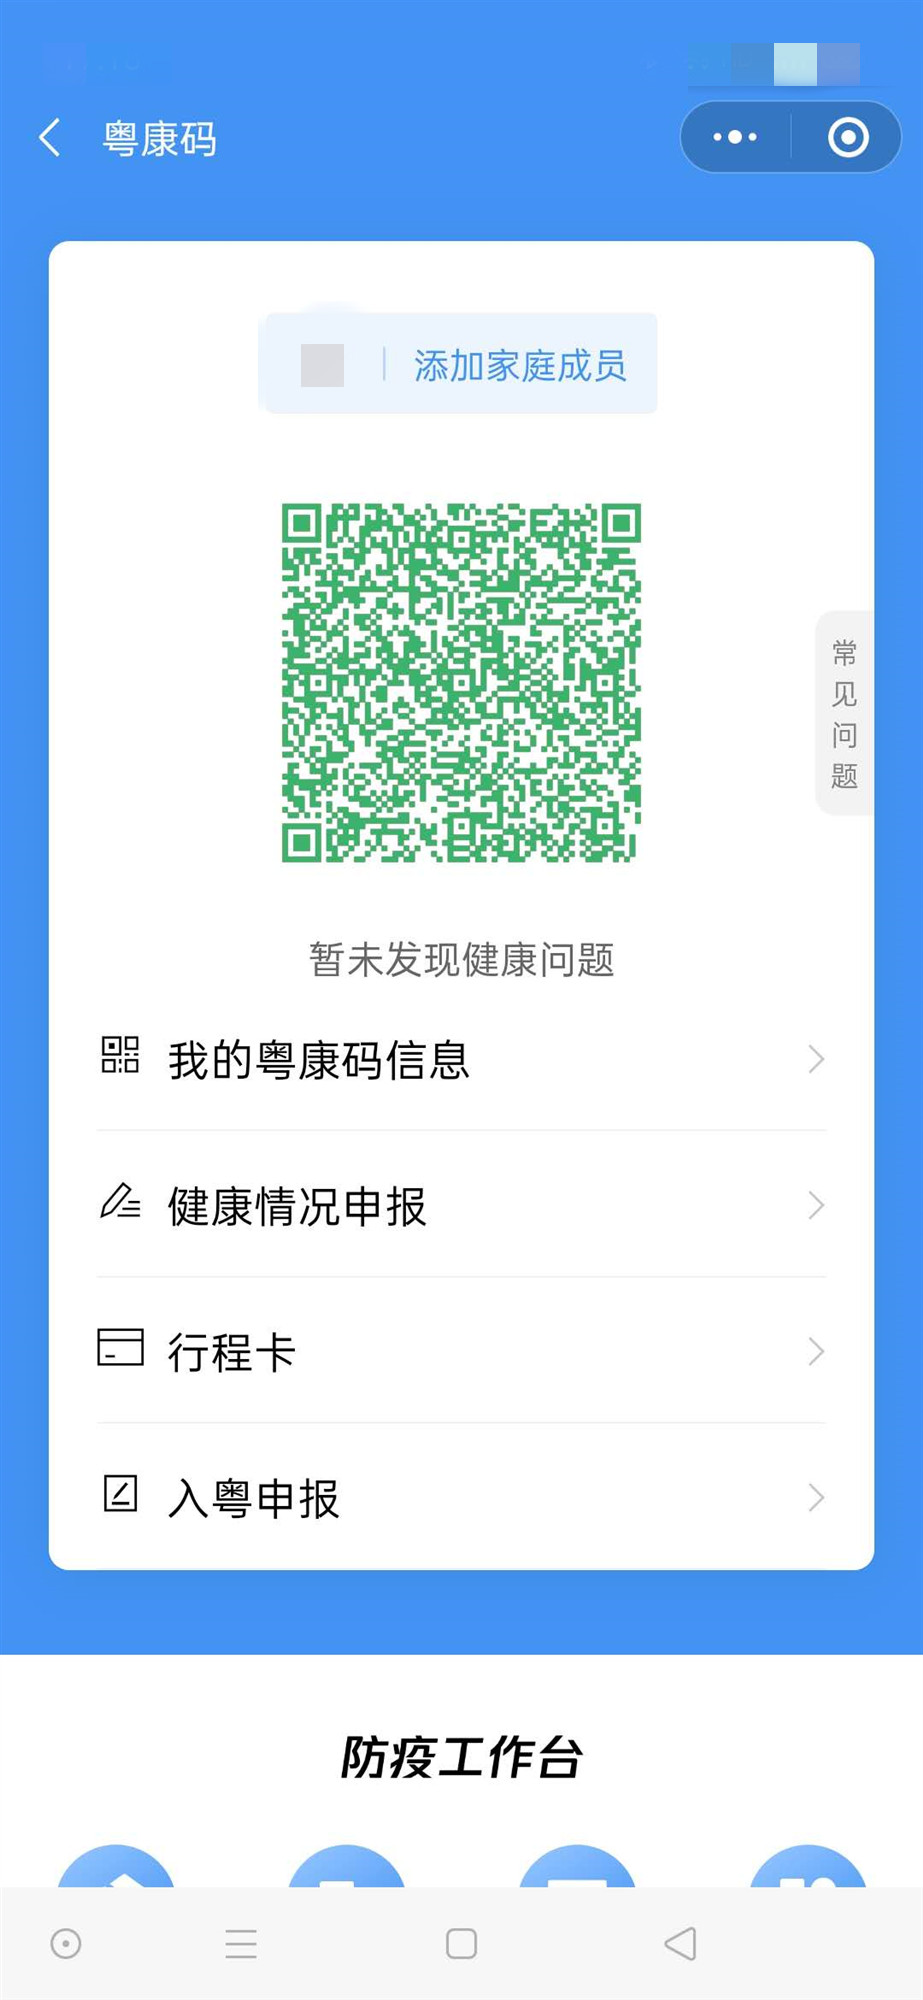 粤康码
添加家庭成员
常见问题
暂未发现健康问题
我的粤康码信息
健康情况申报
行程卡
入粤申报
防疫工作台